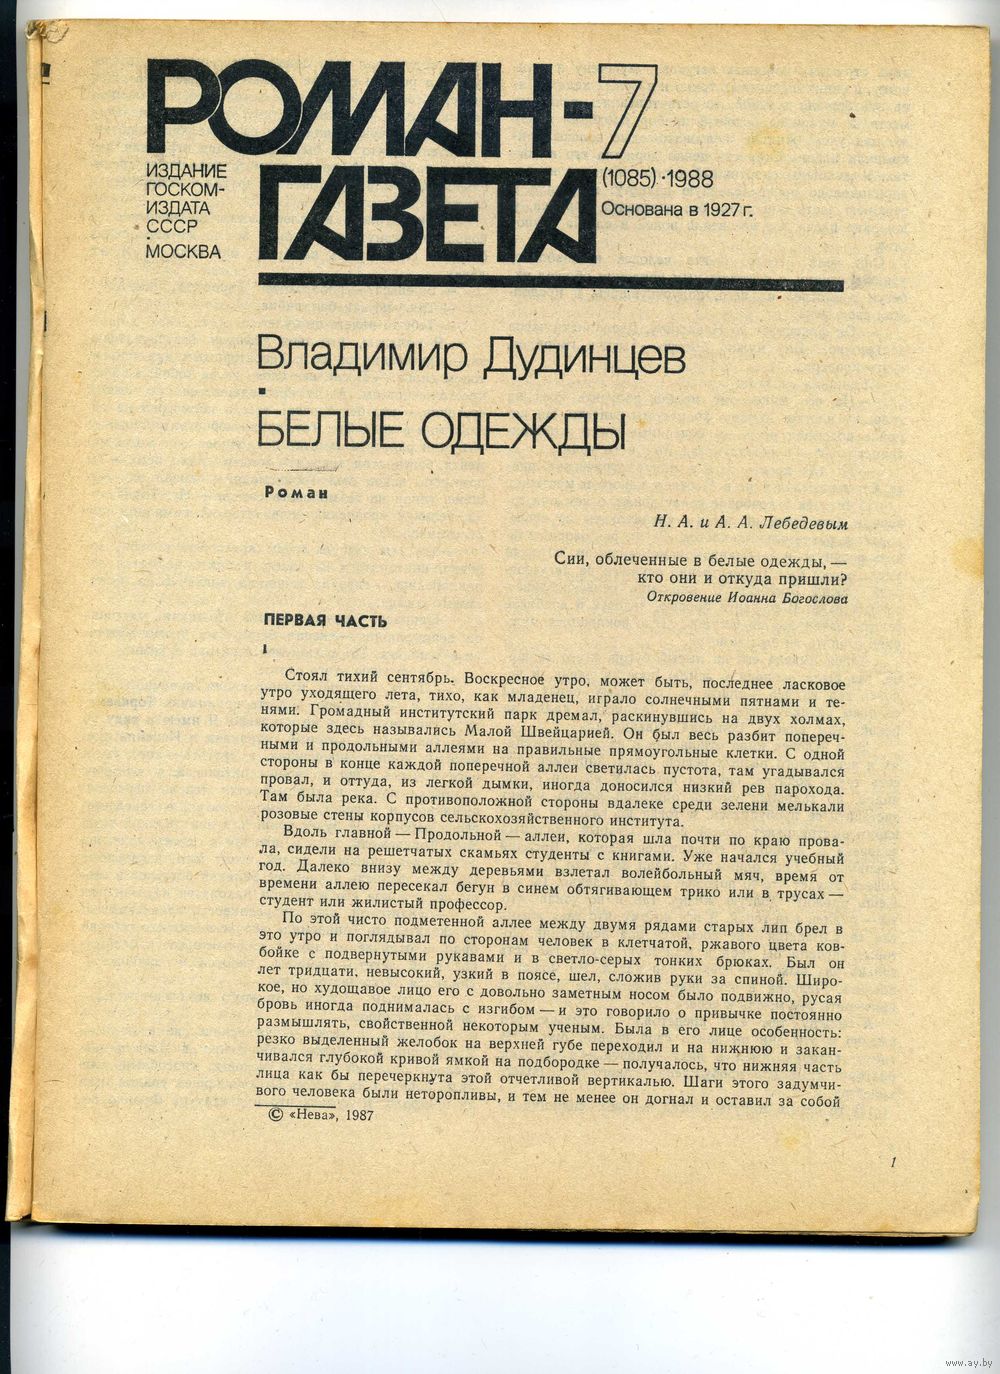 РОМАН-7
ГАЗЕТА
ИЗДАНИЕ
ГОСКОМ-
ИЗДАТА
СССР
·
МОСКВА
(1085)·1988
Основана в 1927 г.
Владимир Дудинцев
·
БЕЛЫЕ ОДЕЖДЫ
Роман
Н. А. и А. А. Лебедевым
Сии, облеченные в белые одежды, —
кто они и откуда пришли?
Откровение Иоанна Богослова
ПЕРВАЯ ЧАСТЬ
1
Стоял тихий сентябрь. Воскресное утро, может быть, последнее ласковое
утро уходящего лета, тихо, как младенец, играло солнечными пятнами и те-
нями. Громадный институтский парк дремал, раскинувшись на двух холмах,
которые здесь назывались Малой Швейцарией. Он был весь разбит попереч-
ными и продольными аллеями на правильные прямоугольные клетки. С одной
стороны в конце каждой поперечной аллеи светилась пустота, там угадывался
провал, и оттуда, из легкой дымки, иногда доносился низкий рев парохода.
Там была река. С противоположной стороны вдалеке среди зелени мелькали
розовые стены корпусов сельскохозяйственного института.
Вдоль главной — Продольной — аллеи, которая шла почти по краю прова-
ла, сидели на решетчатых скамьях студенты с книгами. Уже начался учебный
год. Далеко внизу между деревьями взлетал волейбольный мяч, время от
времени аллею пересекал бегун в синем обтягивающем трико или в трусах —
студент или жилистый профессор.
По этой чисто подметенной аллее между двумя рядами старых лип брел в
это утро и поглядывал по сторонам человек в клетчатой, ржавого цвета ков-
бойке с подвернутыми рукавами и в светло-серых тонких брюках. Был он
лет тридцати, невысокий, узкий в поясе, шел, сложив руки за спиной. Широ-
кое, но худощавое лицо его с довольно заметным носом было подвижно, русая
бровь иногда поднималась с изгибом — и это говорило о привычке постоянно
размышлять, свойственной некоторым ученым. Была в его лице особенность:
резко выделенный желобок на верхней губе переходил и на нижнюю и закан-
чивался глубокой кривой ямкой на подбородке — получалось, что нижняя часть
лица как бы перечеркнута этой отчетливой вертикалью. Шаги этого задумчи-
вого человека были неторопливы, и тем не менее он догнал и оставил за собой
© «Нева», 1987
1
www.ay.by